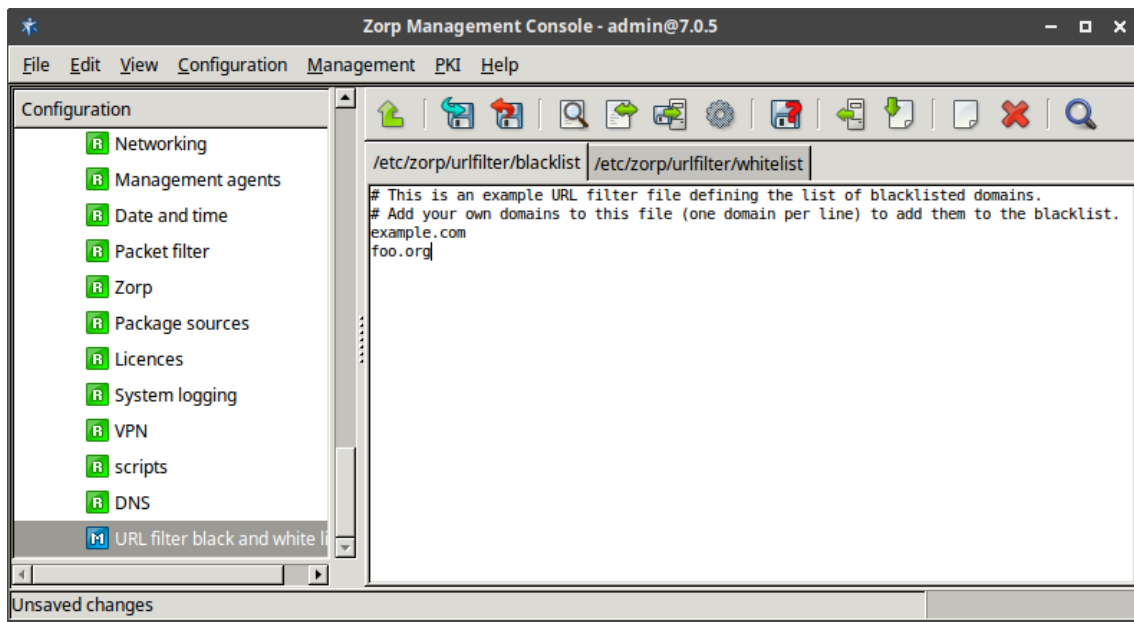 Zorp Management Console - admin@7.0.5
File Edit View Configuration Management PKI Help
Configuration
R Networking
R Management agents
R Date and time
R Packet filter
R Zorp
R Package sources
R Licences
R System logging
R VPN
R scripts
R DNS
M URL filter black and white li
/etc/zorp/urlfilter/blacklist /etc/zorp/urlfilter/whitelist
# This is an example URL filter file defining the list of blacklisted domains.
# Add your own domains to this file (one domain per line) to add them to the blacklist.
example.com
foo.org
Unsaved changes